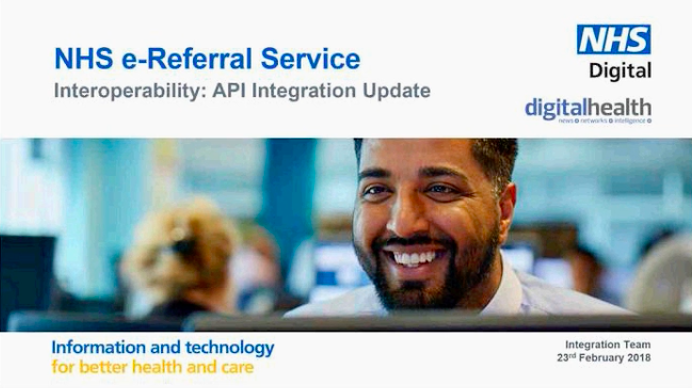 NHS e-Referral Service
Interoperability: API Integration Update
NHS
Digital
digitalhealth
news networks intelligence
Information and technology
for better health and care
Integration Team
23rd February 2018